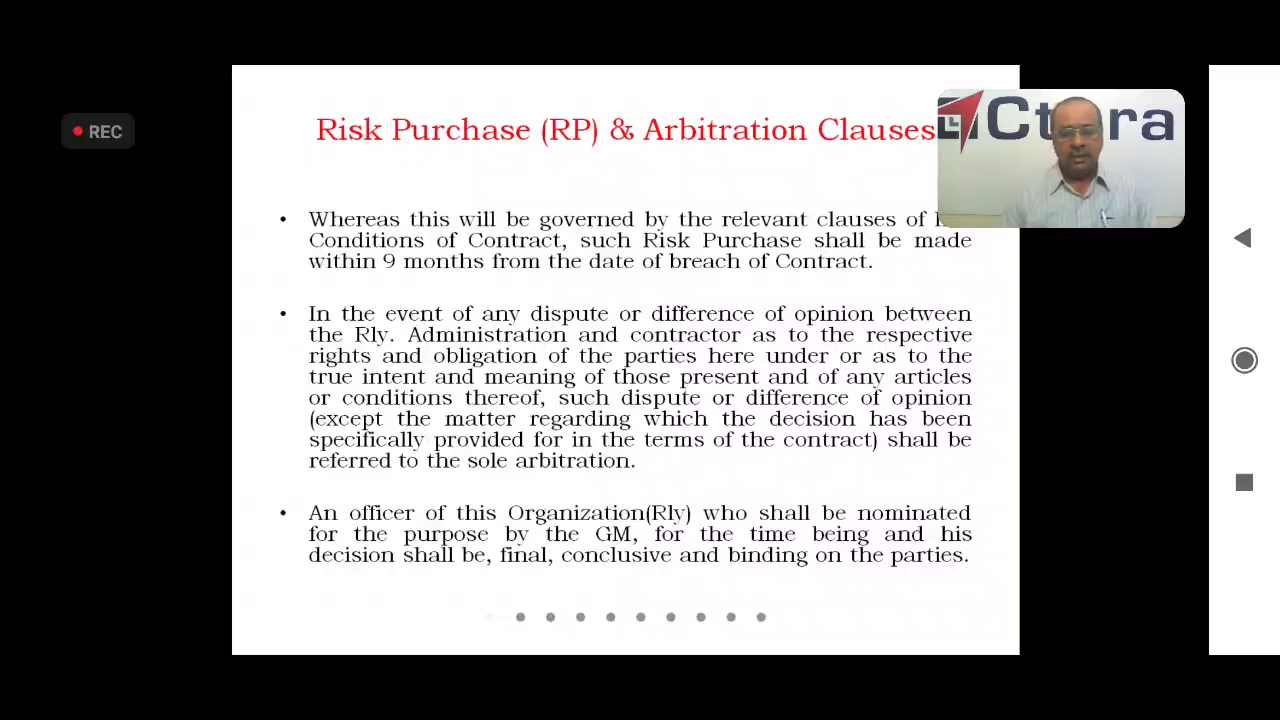 REC
Risk Purchase (RP) & Arbitration Clauses
• Whereas this will be governed by the relevant clauses of
Conditions of Contract, such Risk Purchase shall be made
within 9 months from the date of breach of Contract.
• In the event of any dispute or difference of opinion between
the Rly. Administration and contractor as to the respective
rights and obligation of the parties here under or as to the
true intent and meaning of those present and of any articles
or conditions thereof, such dispute or difference of opinion
(except the matter regarding which the decision has been
specifically provided for in the terms of the contract) shall be
referred to the sole arbitration.
• An officer of this Organization(Rly) who shall be nominated
for the purpose by the GM, for the time being and his
decision shall be, final, conclusive and binding on the parties.